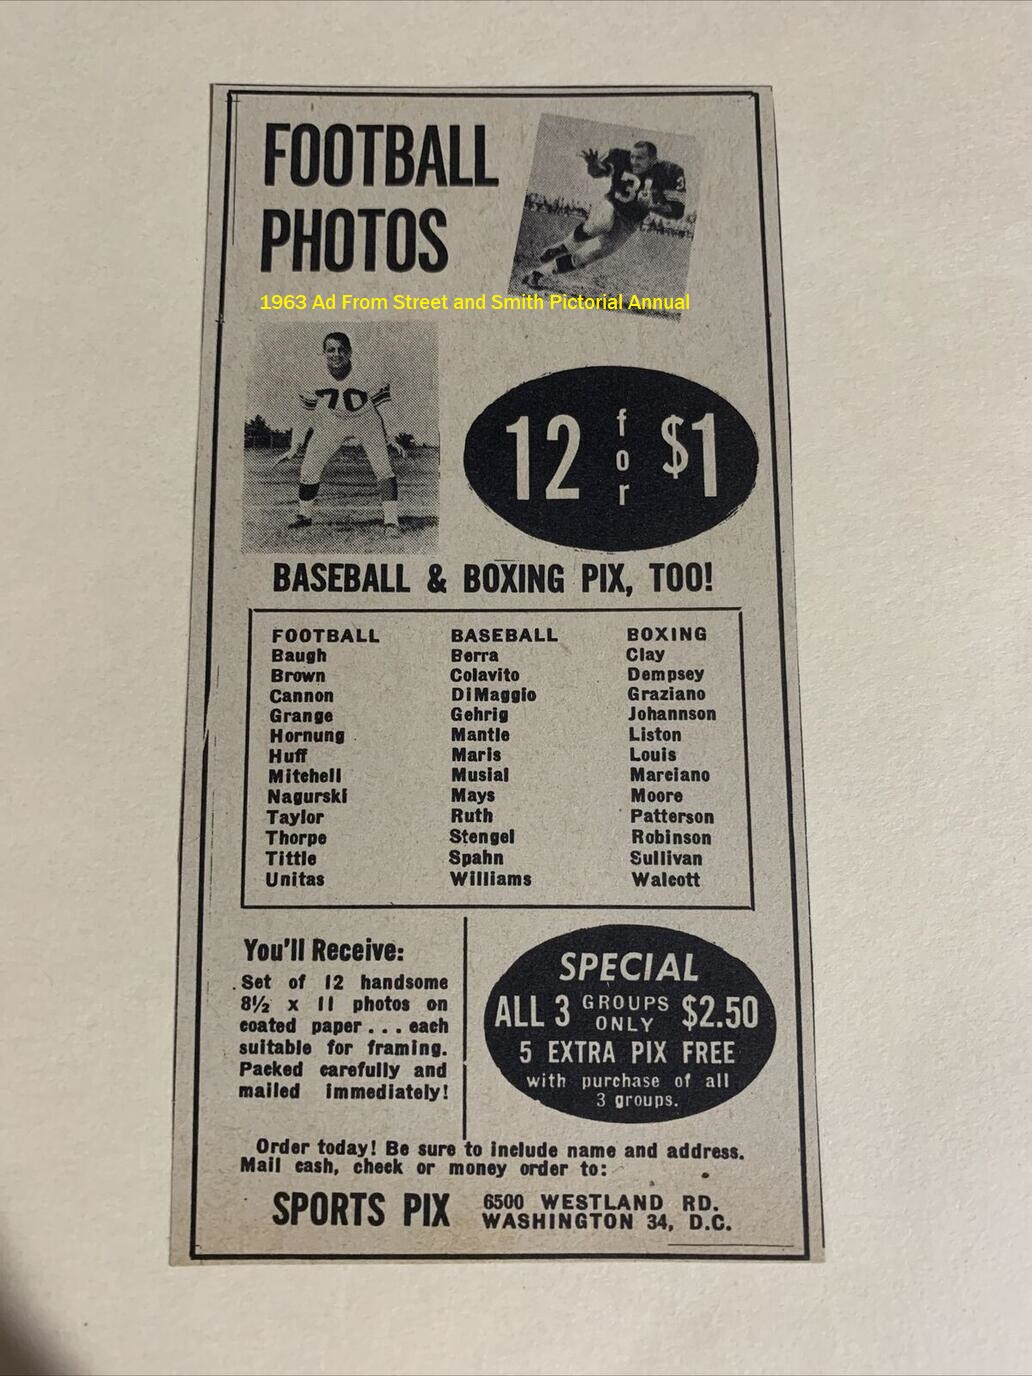 FOOTBALL
PHOTOS
31
3
1963 Ad From Street and Smith Pictorial Annual
70
12 for $1
BASEBALL & BOXING PIX, TOO!
FOOTBALL BASEBALL BOXING
Baugh Berra Clay
Brown Colavito Dempsey
Cannon DiMaggio Graziano
Grange Gehrig Johannson
Hornung Mantle Liston
Huff Maris Louis
Mitchell Musial Marciano
Nagurski Mays Moore
Taylor Ruth Patterson
Thorpe Stengel Robinson
Tittle Spahn Sullivan
Unitas Williams Walcott
You'll Receive:
Set of 12 handsome
8½ x 11 photos on
coated paper . . . each
suitable for framing.
Packed carefully and
mailed immediately!
SPECIAL
ALL 3 GROUPS ONLY $2.50
5 EXTRA PIX FREE
with purchase of all
3 groups.
Order today! Be sure to include name and address.
Mail cash, check or money order to:
SPORTS PIX
6500 WESTLAND RD.
WASHINGTON 34, D.C.